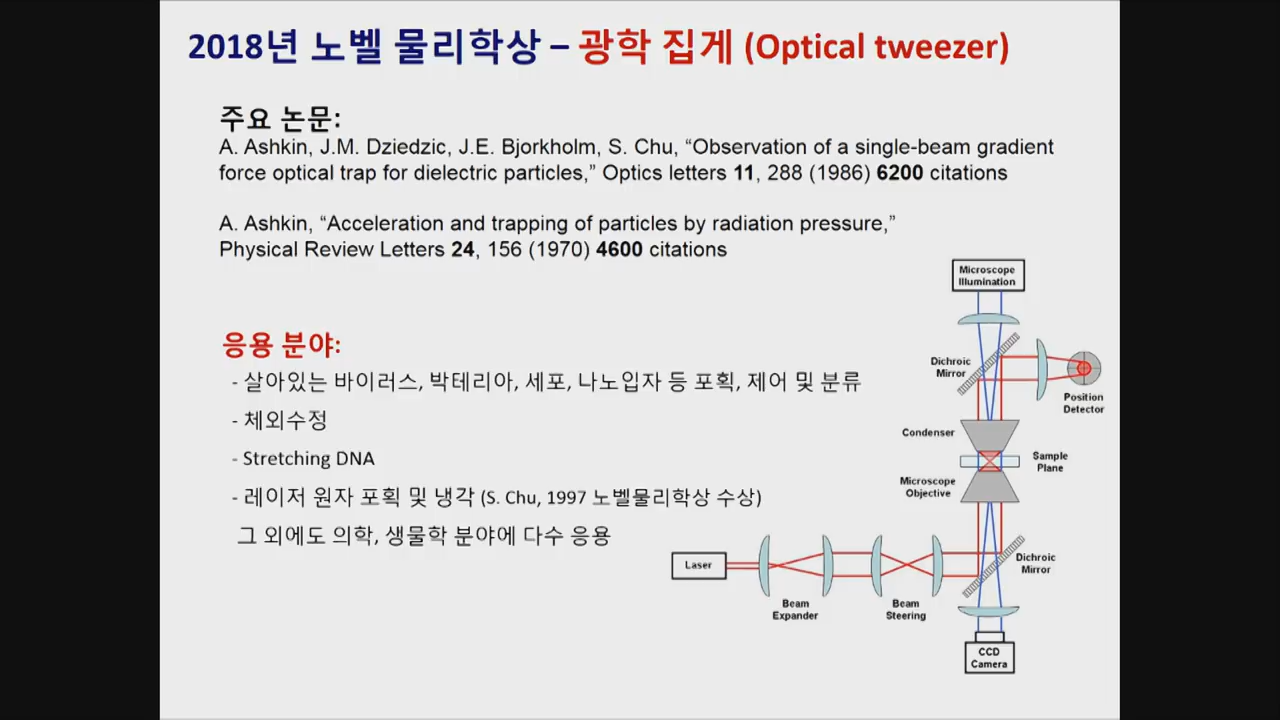 2018년 노벨 물리학상 – 광학 집게 (Optical tweezer)
주요 논문:
A. Ashkin, J.M. Dziedzic, J.E. Bjorkholm, S. Chu, “Observation of a single-beam gradient
force optical trap for dielectric particles,” Optics letters 11, 288 (1986) 6200 citations
A. Ashkin, “Acceleration and trapping of particles by radiation pressure,”
Physical Review Letters 24, 156 (1970) 4600 citations
응용 분야:
- 살아있는 바이러스, 박테리아, 세포, 나노입자 등 포획, 제어 및 분류
- 체외수정
- Stretching DNA
- 레이저 원자 포획 및 냉각 (S. Chu, 1997 노벨물리학상 수상)
그 외에도 의학, 생물학 분야에 다수 응용
Microscope
Illumination
Dichroic
Mirror
Position
Detector
Condenser
Sample
Plane
Microscope
Objective
Laser
Beam
Expander
Beam
Steering
Dichroic
Mirror
CCD
Camera